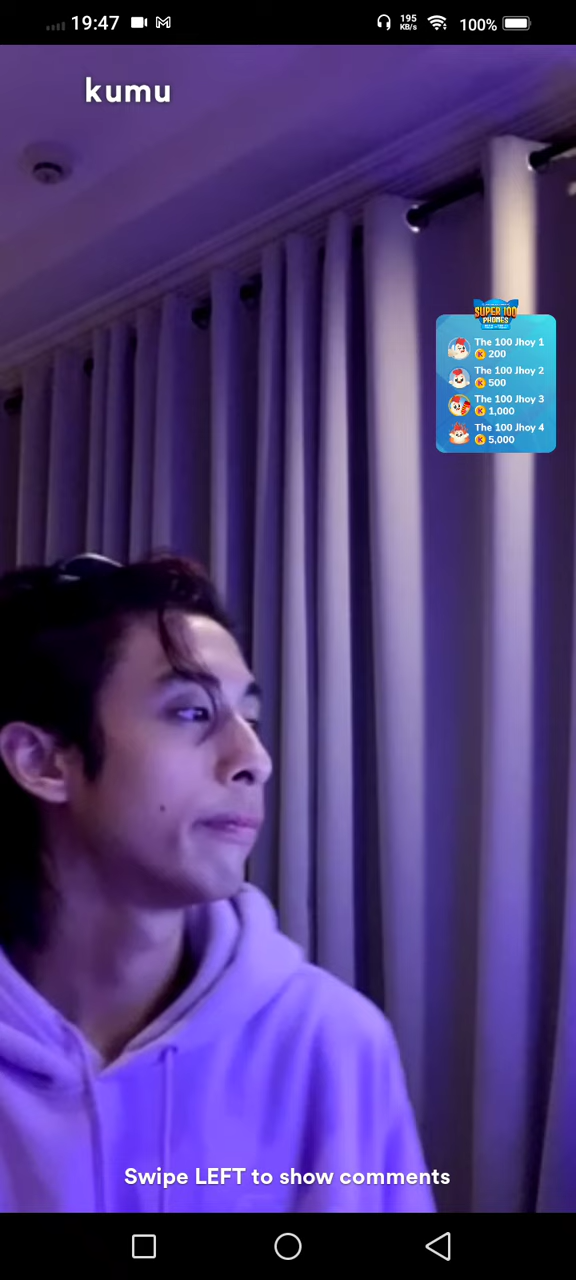 19:47
195
KB/s
100%
kumu
SUPER 100
PHOMES
The 100 Jhoy 1
K 200
The 100 Jhoy 2
K 500
The 100 Jhoy 3
K 1,000
The 100 Jhoy 4
K 5,000
Swipe LEFT to show comments